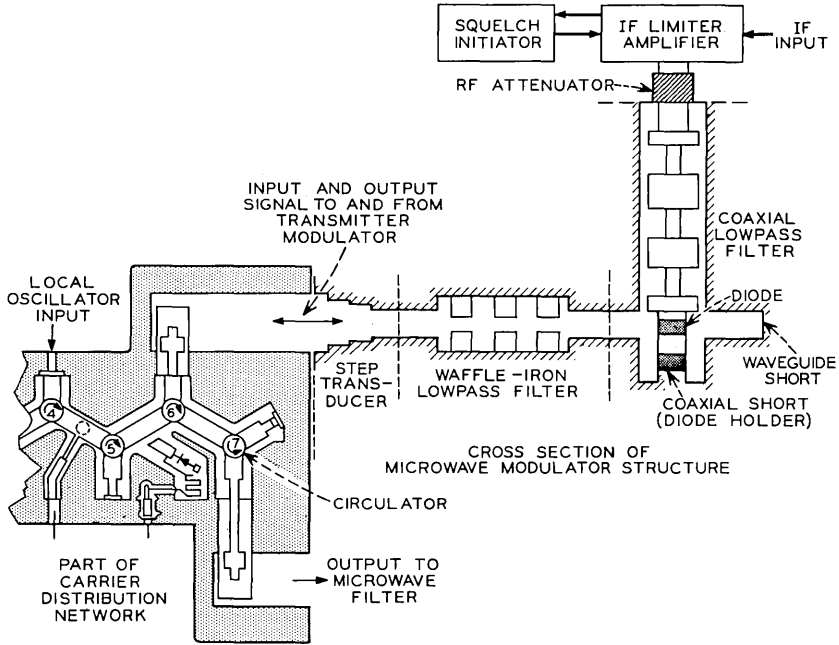 SQUELCH
INITIATOR
IF LIMITER
AMPLIFIER
IF
INPUT
RF ATTENUATOR
INPUT AND OUTPUT
SIGNAL TO AND FROM
TRANSMITTER
MODULATOR
COAXIAL
LOWPASS
FILTER
LOCAL
OSCILLATOR
INPUT
DIODE
STEP
TRANS-
DUCER
WAFFLE-IRON
LOWPASS FILTER
WAVEGUIDE
SHORT
COAXIAL SHORT
(DIODE HOLDER)
4
5
6
7
CROSS SECTION OF
MICROWAVE MODULATOR STRUCTURE
CIRCULATOR
PART OF
CARRIER
DISTRIBUTION
NETWORK
OUTPUT TO
MICROWAVE
FILTER